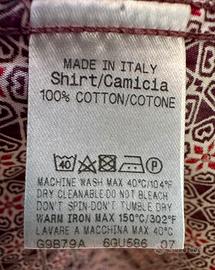 MADE IN ITALY
Shirt/Camicia
100% COTTON/COTONE
40
P
MACHINE WASH MAX 40°C/104°F
DRY CLEANABLE DO NOT BLEACH
DON'T SPIN-DON'T TUMBLE DRY
WARM IRON MAX 150°C/302°F
LAVARE A MACCHINA MAX 40°C
G9B79A 6GU586 07